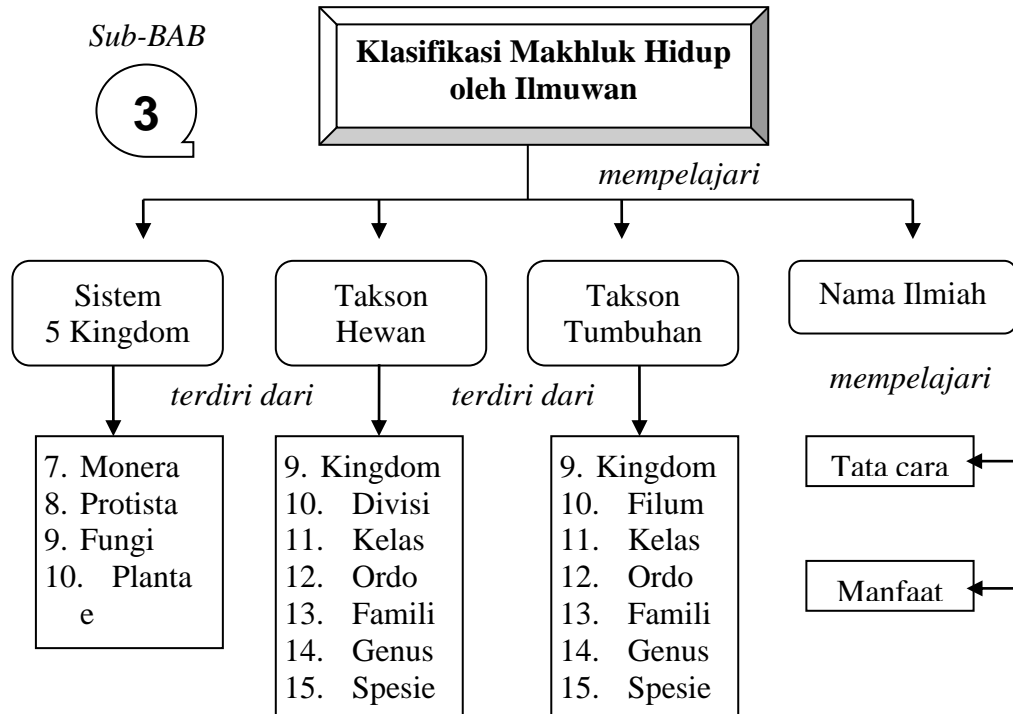 Sub-BAB
3
Klasifikasi Makhluk Hidup
oleh Ilmuwan
mempelajari
Sistem
5 Kingdom
Takson
Hewan
Takson
Tumbuhan
Nama Ilmiah
terdiri dari
terdiri dari
mempelajari
7. Monera
8. Protista
9. Fungi
10. Planta
e
9. Kingdom
10. Divisi
11. Kelas
12. Ordo
13. Famili
14. Genus
15. Spesie
9. Kingdom
10. Filum
11. Kelas
12. Ordo
13. Famili
14. Genus
15. Spesie
Tata cara
Manfaat